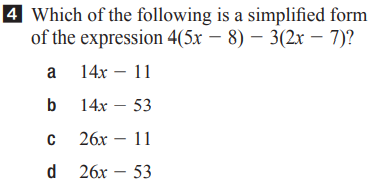 4 Which of the following is a simplified form
of the expression 4(5x − 8) − 3(2x − 7)?
a 14x − 11
b 14x − 53
c 26x − 11
d 26x − 53